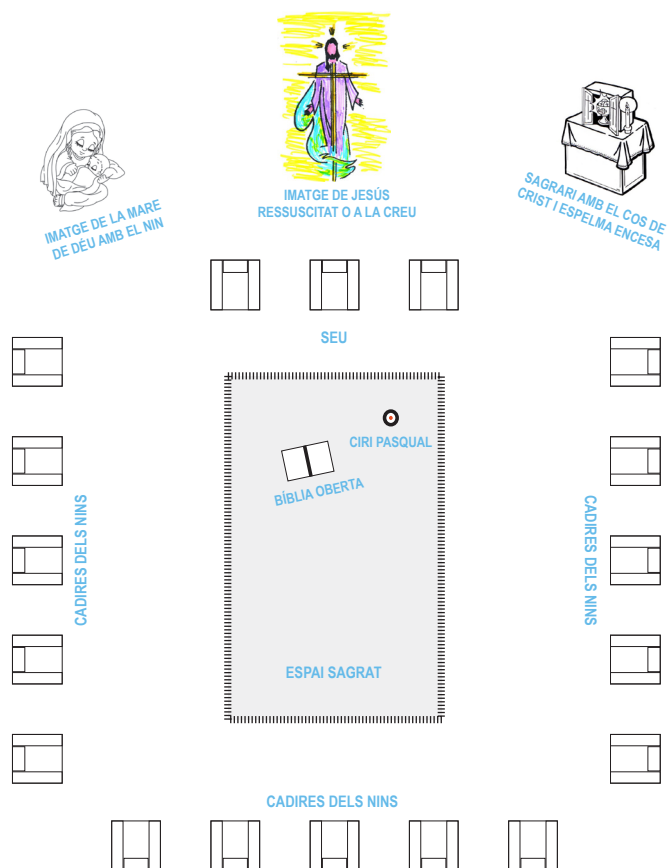 IMATGE DE LA MARE
DE DÉU AMB EL NIN
IMATGE DE JESÚS
RESSUSCITAT O A LA CREU
SAGRARI AMB EL COS DE
CRIST I ESPELMA ENCESA
SEU
CIRI PASQUAL
BÍBLIA OBERTA
CADIRES DELS NINS
CADIRES DELS NINS
ESPAI SAGRAT
CADIRES DELS NINS